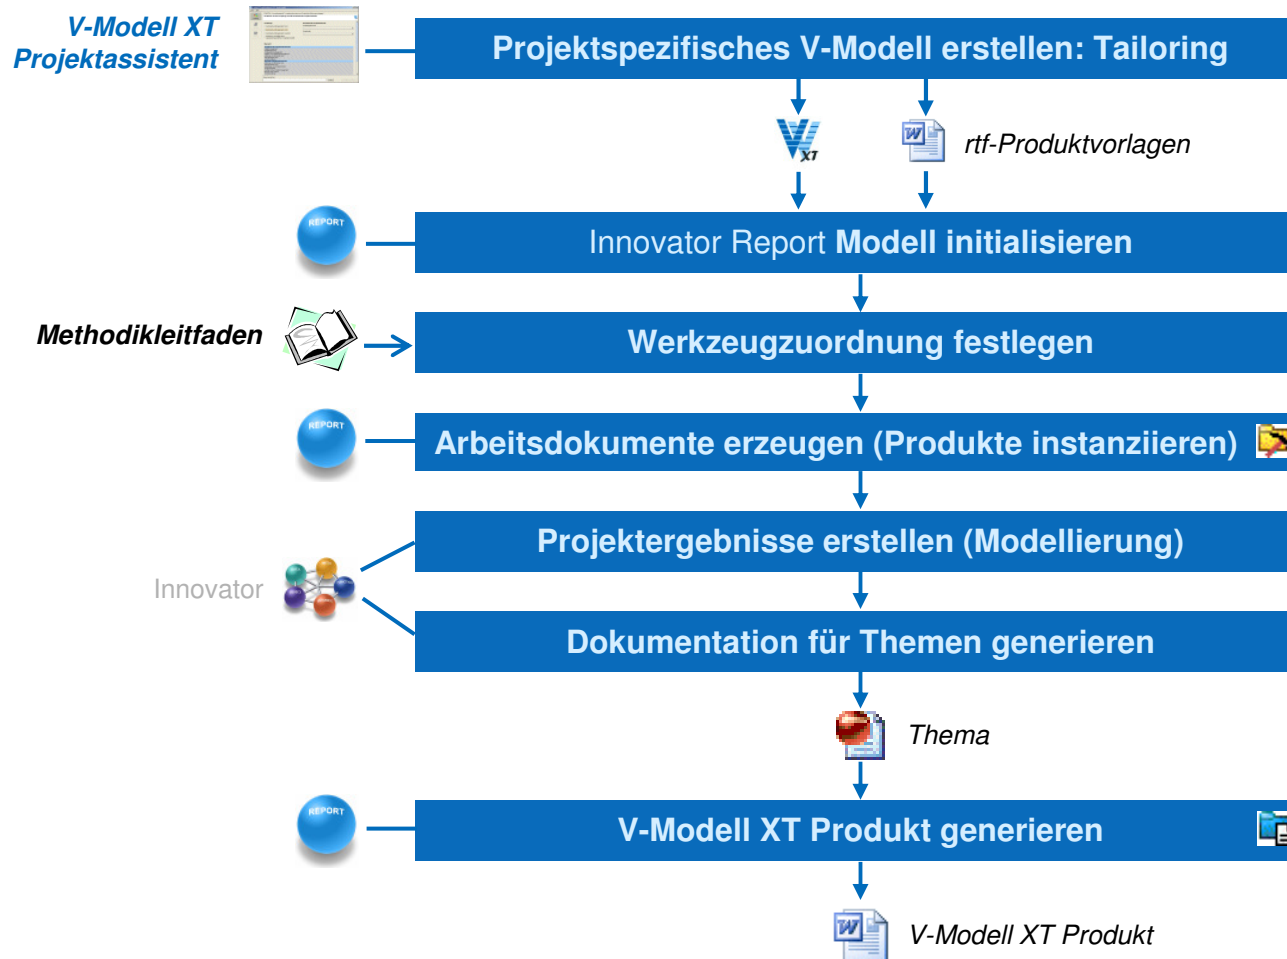 V-Modell XT
Projektassistent
Projektspezifisches V-Modell erstellen: Tailoring
XT
W
rtf-Produktvorlagen
REPORT
Innovator Report Modell initialisieren
Methodikleitfaden
Werkzeugzuordnung festlegen
REPORT
Arbeitsdokumente erzeugen (Produkte instanziieren)
Projektergebnisse erstellen (Modellierung)
Innovator
Dokumentation für Themen generieren
Thema
REPORT
V-Modell XT Produkt generieren
W
V-Modell XT Produkt